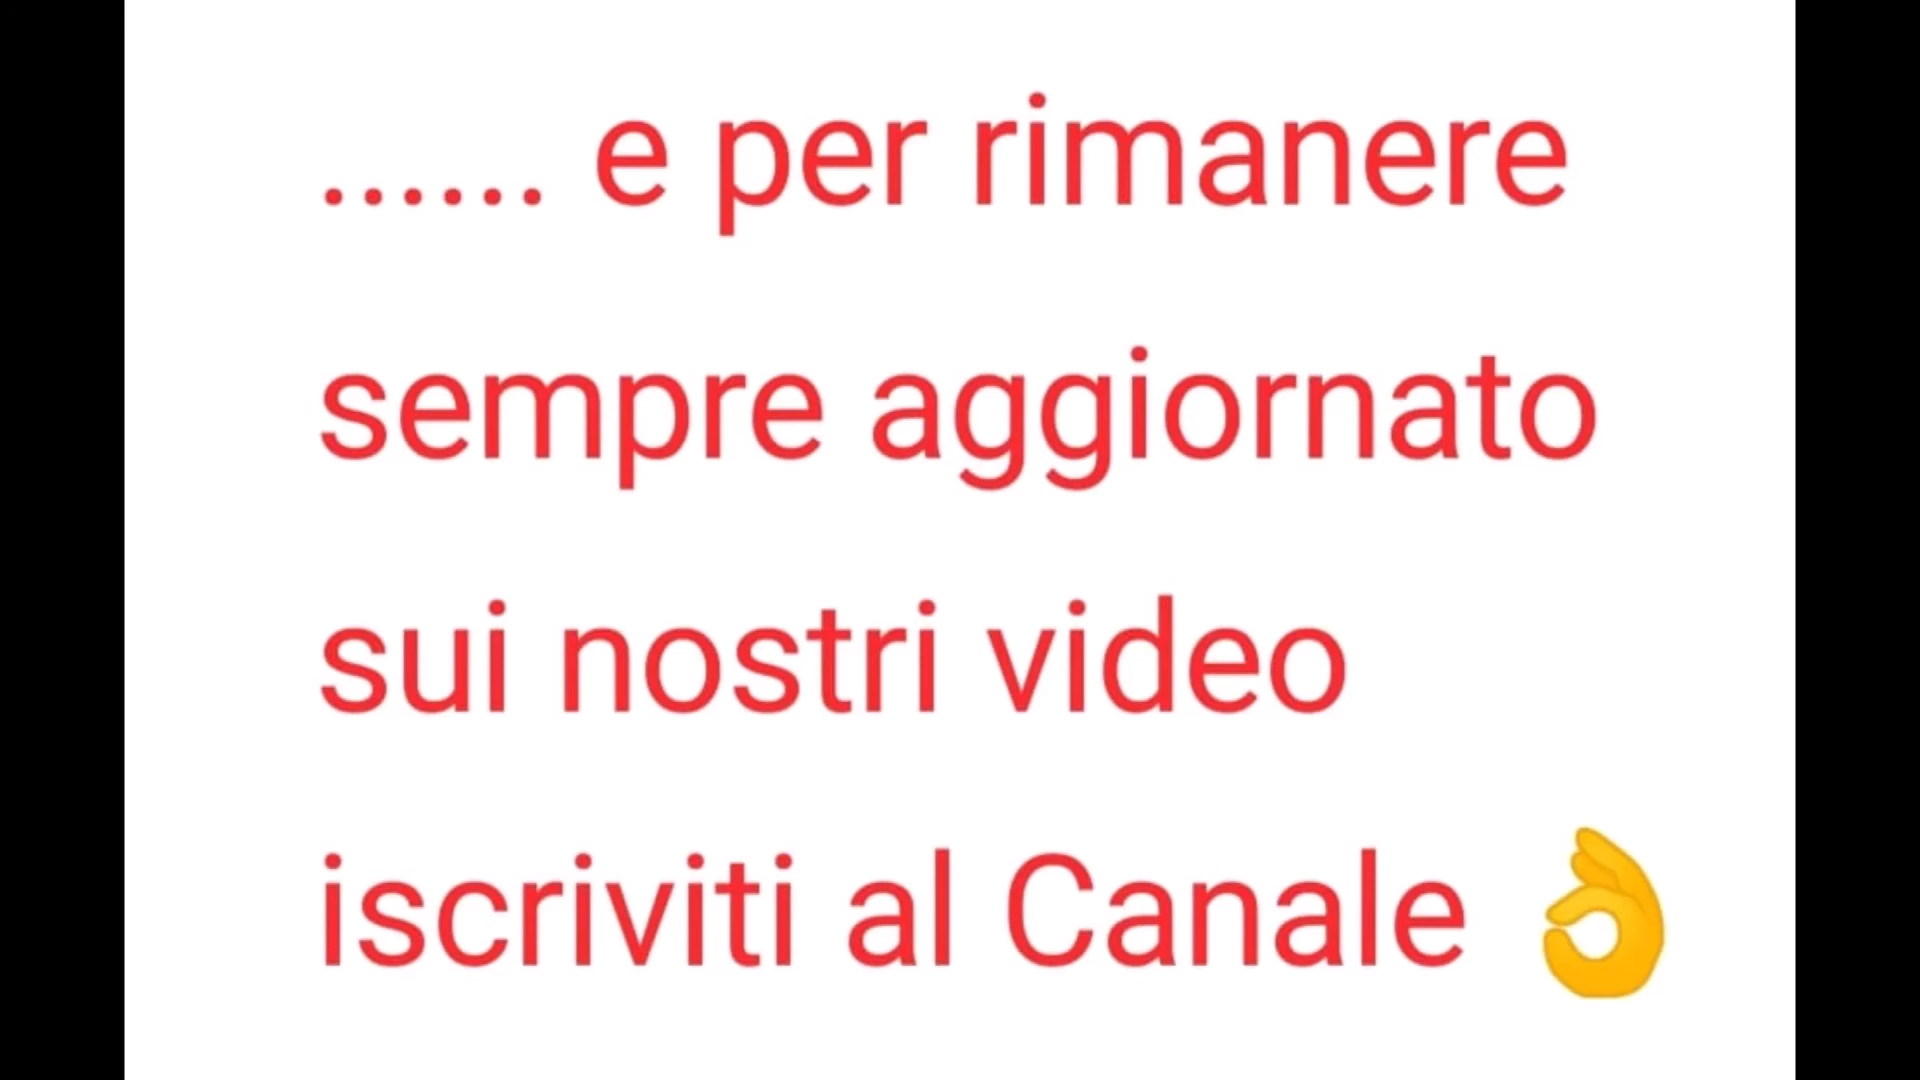 ...... e per rimanere
sempre aggiornato
sui nostri video
iscriviti al Canale 👌